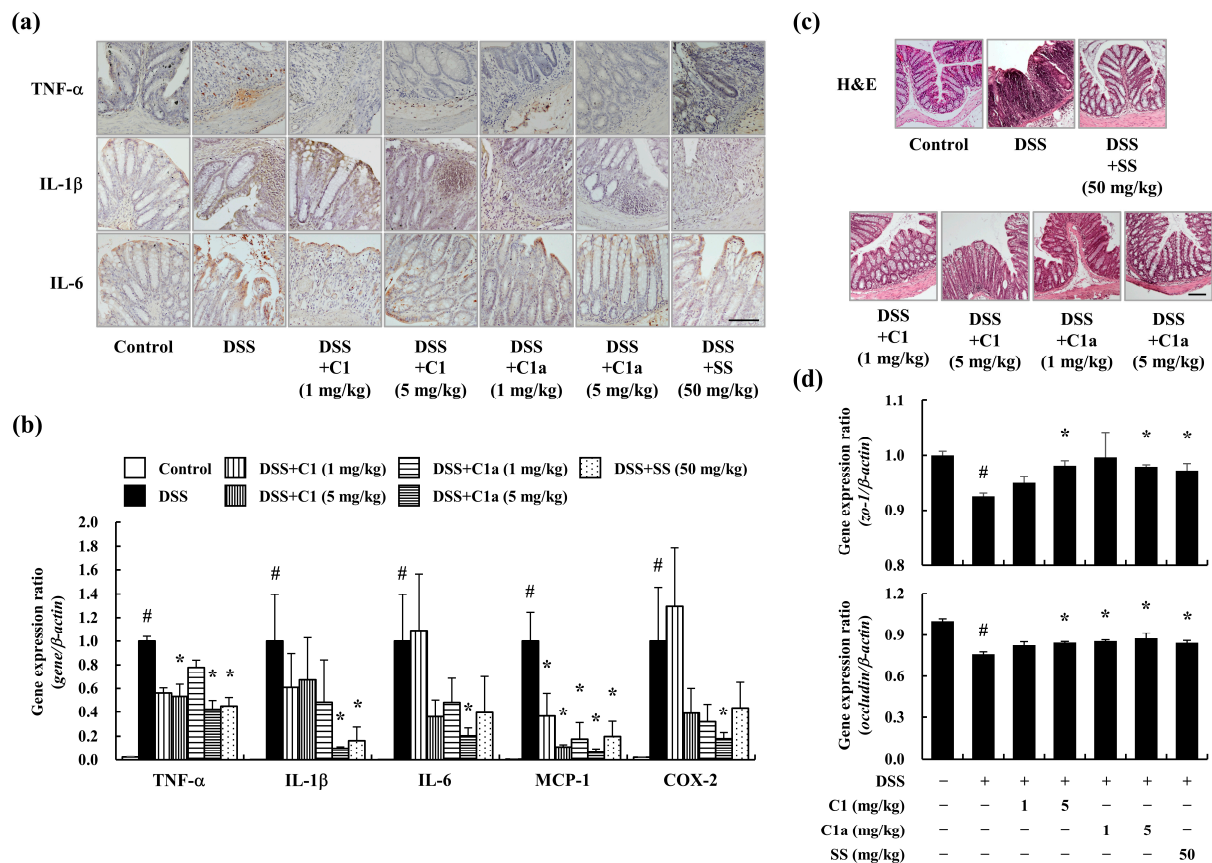 (a)
TNF-α
IL-1β
IL-6
Control DSS DSS DSS DSS DSS DSS
+C1 +C1 +C1a +C1a +SS
(1 mg/kg) (5 mg/kg) (1 mg/kg) (5 mg/kg) (50 mg/kg)
(b)
Control DSS+C1 (1 mg/kg) DSS+C1a (1 mg/kg) DSS+SS (50 mg/kg)
DSS DSS+C1 (5 mg/kg) DSS+C1a (5 mg/kg)
Gene expression ratio
(gene/β-actin)
2.0
1.8
1.6
1.4
1.2
1.0
0.8
0.6
0.4
0.2
0.0
# * * *
# * *
# *
# * * * * *
# *
TNF-α IL-1β IL-6 MCP-1 COX-2
(c)
H&E
Control DSS DSS
+SS
(50 mg/kg)
DSS DSS DSS DSS
+C1 +C1 +C1a +C1a
(1 mg/kg) (5 mg/kg) (1 mg/kg) (5 mg/kg)
(d)
Gene expression ratio
(zo-1/β-actin)
1.1
1.0
0.9
0.8
# * * *
Gene expression ratio
(occludin/β-actin)
1.2
0.9
0.6
0.3
0.0
# * * * *
DSS − + + + + + +
C1 (mg/kg) − − 1 5 − − −
C1a (mg/kg) − − − − 1 5 −
SS (mg/kg) − − − − − − 50